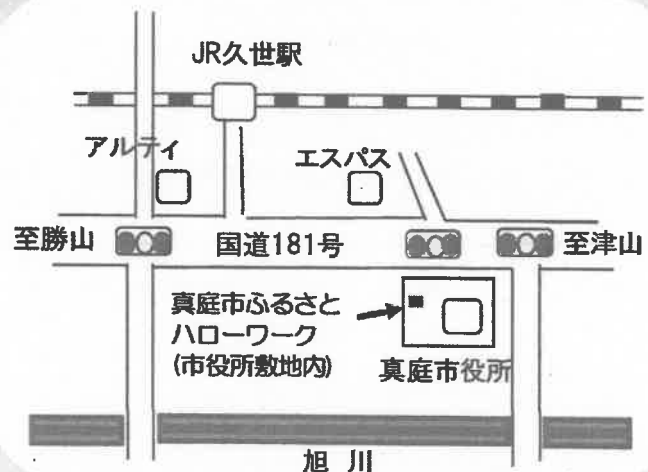 JR久世駅
アルティ
エスパス
至勝山
国道181号
至津山
真庭市ふるさと
ハローワーク
(市役所敷地内)
真庭市役所
旭川